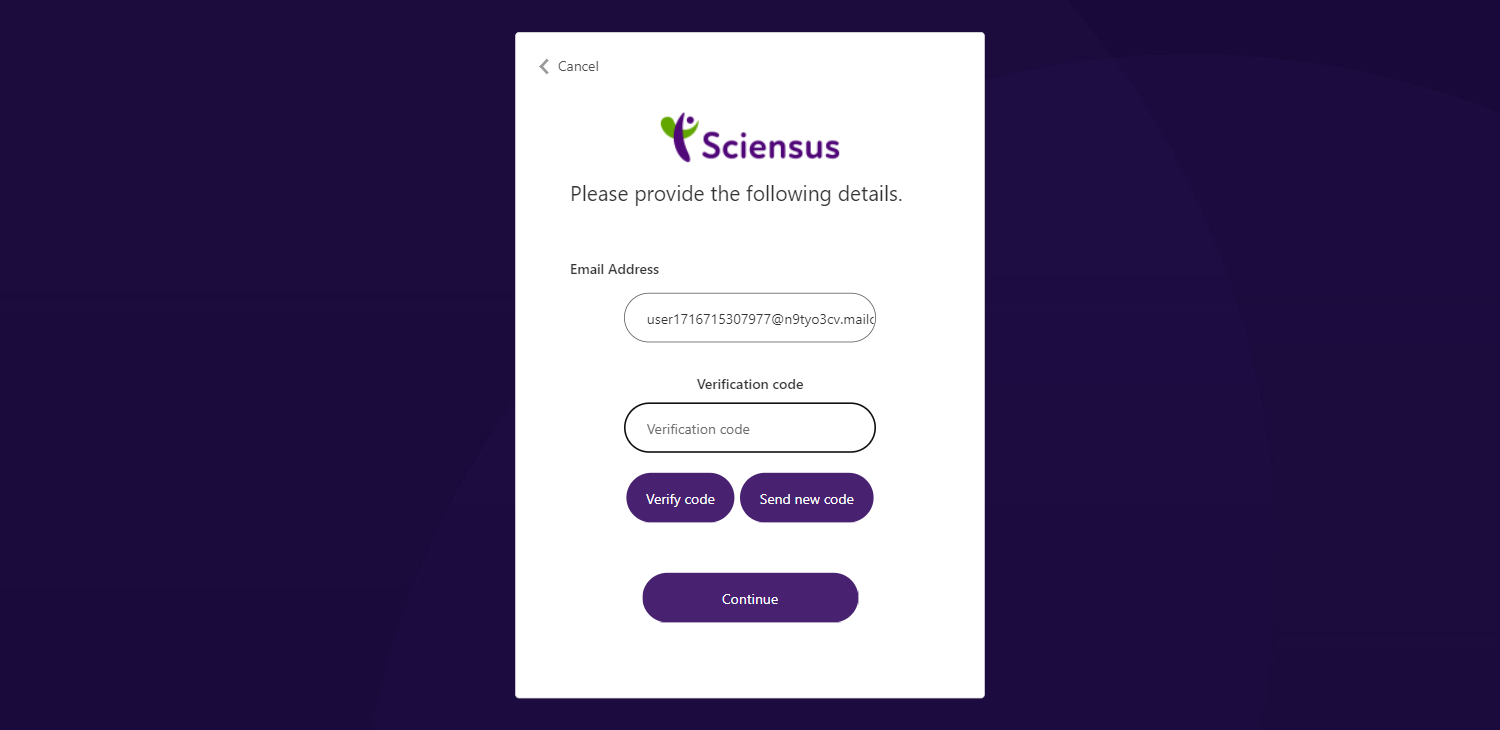 Cancel
Sciensus
Please provide the following details.
Email Address
user1716715307977@n9tyo3cv.mailc
Verification code
Verification code
Verify code Send new code
Continue